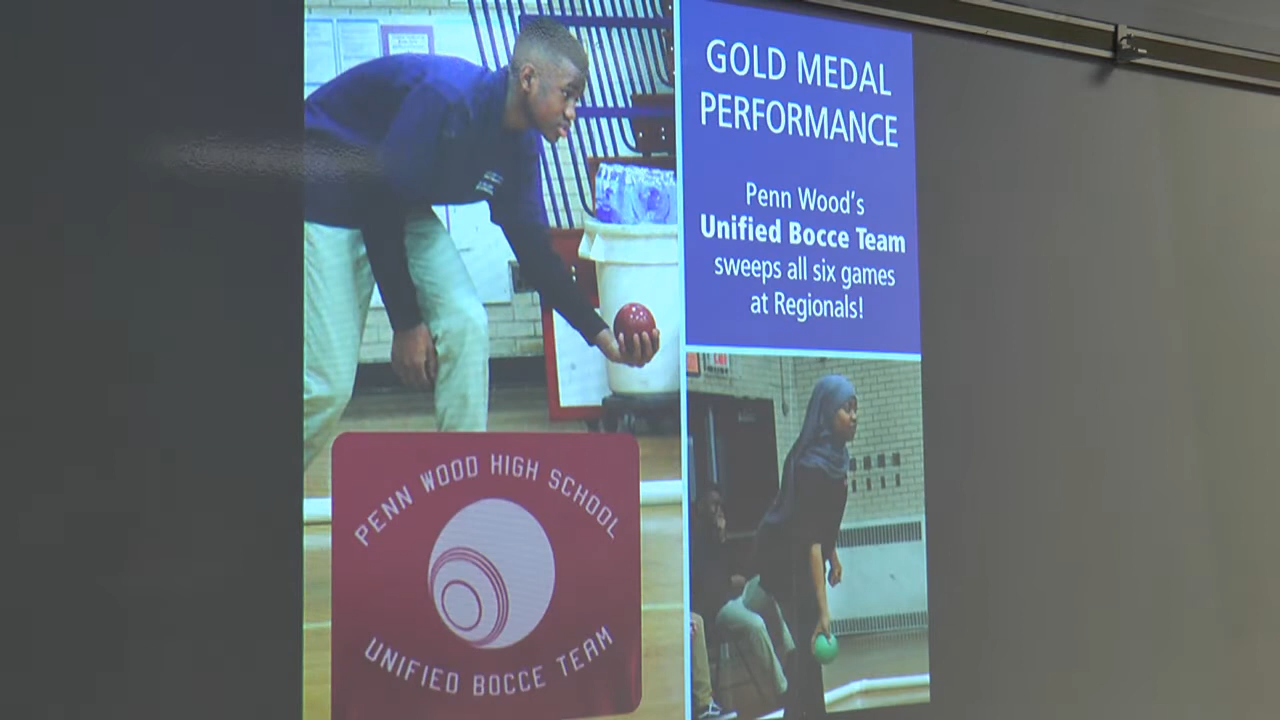 GOLD MEDAL
PERFORMANCE
Penn Wood's
Unified Bocce Team
sweeps all six games
at Regionals!
PENN WOOD HIGH SCHOOL
UNIFIED BOCCE TEAM